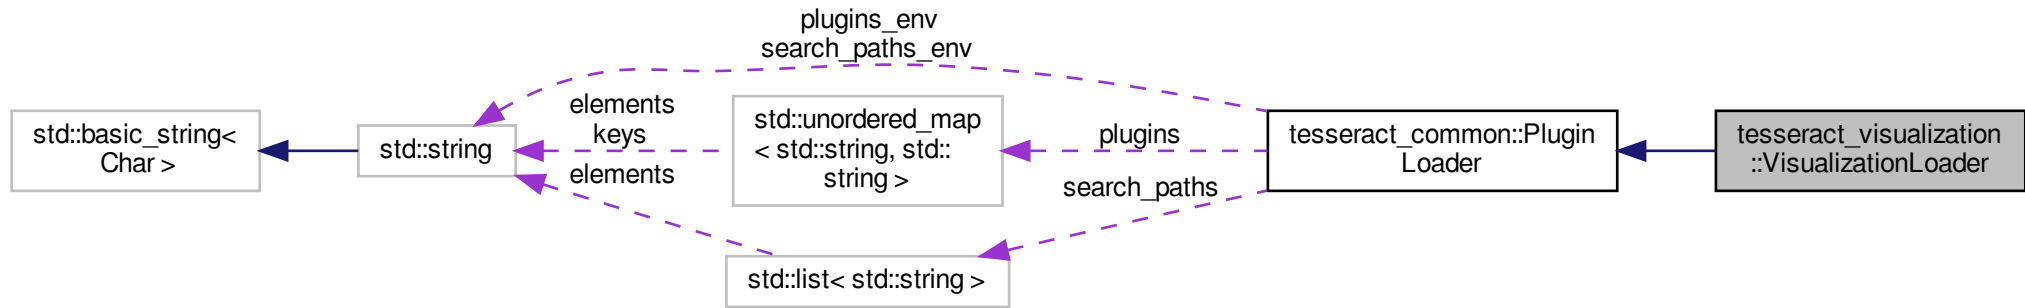 plugins_env
search_paths_env
std::basic_string<
Char >
std::string
elements
keys
elements
std::unordered_map
< std::string, std::
string >
plugins
search_paths
std::list< std::string >
tesseract_common::Plugin
Loader
tesseract_visualization
::VisualizationLoader